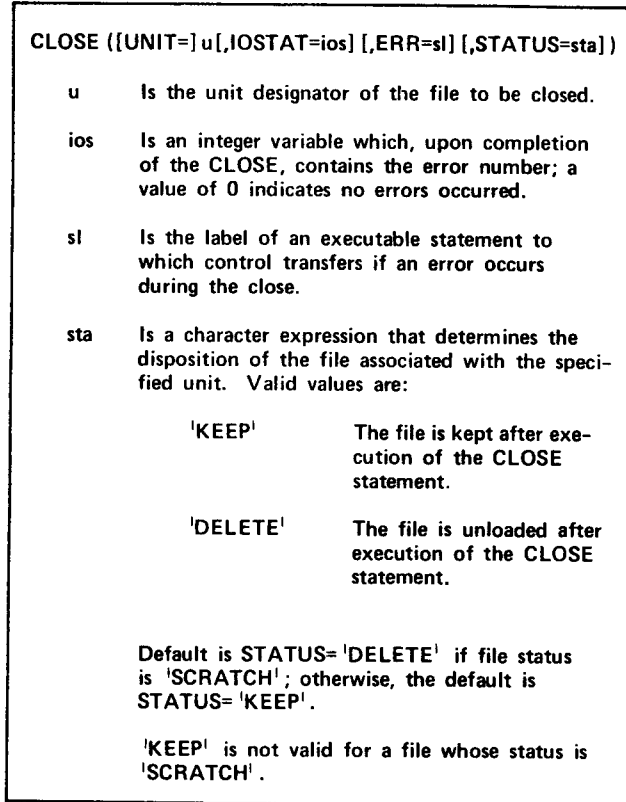 CLOSE ([UNIT=] u[,IOSTAT=ios] [,ERR=sl] [,STATUS=sta])
u Is the unit designator of the file to be closed.
ios Is an integer variable which, upon completion
of the CLOSE, contains the error number; a
value of 0 indicates no errors occurred.
sl Is the label of an executable statement to
which control transfers if an error occurs
during the close.
sta Is a character expression that determines the
disposition of the file associated with the speci-
fied unit. Valid values are:
'KEEP' The file is kept after exe-
cution of the CLOSE
statement.
'DELETE' The file is unloaded after
execution of the CLOSE
statement.
Default is STATUS= 'DELETE' if file status
is 'SCRATCH' ; otherwise, the default is
STATUS= 'KEEP' .
'KEEP' is not valid for a file whose status is
'SCRATCH' .